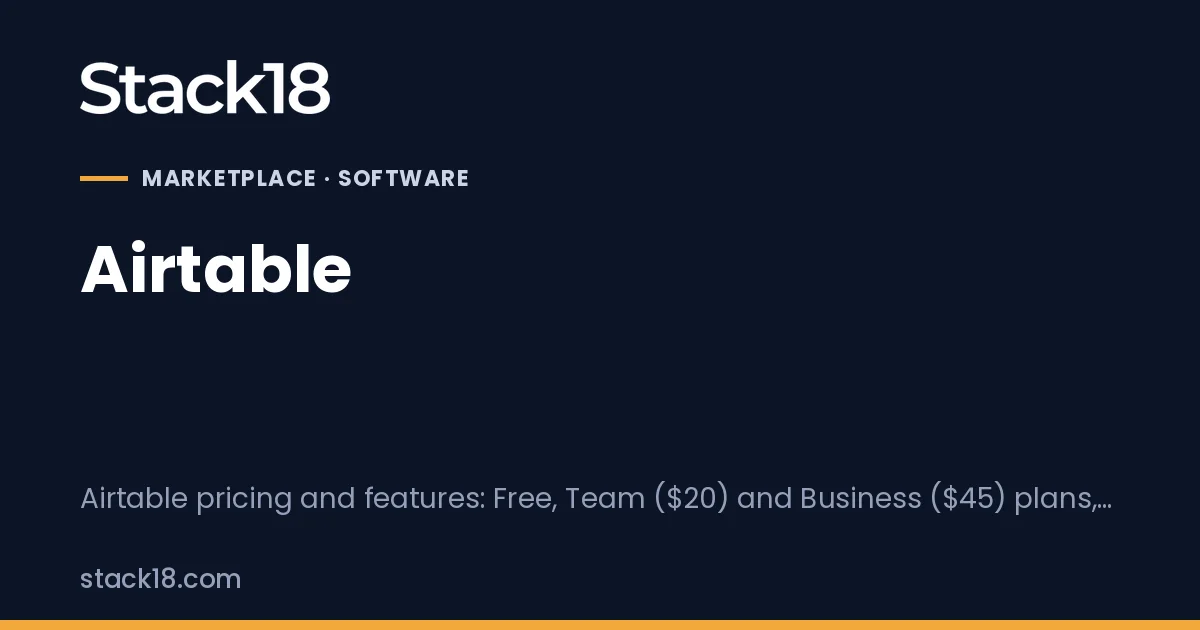 Stack18
MARKETPLACE · SOFTWARE
Airtable
Airtable pricing and features: Free, Team ($20) and Business ($45) plans,...
stack18.com